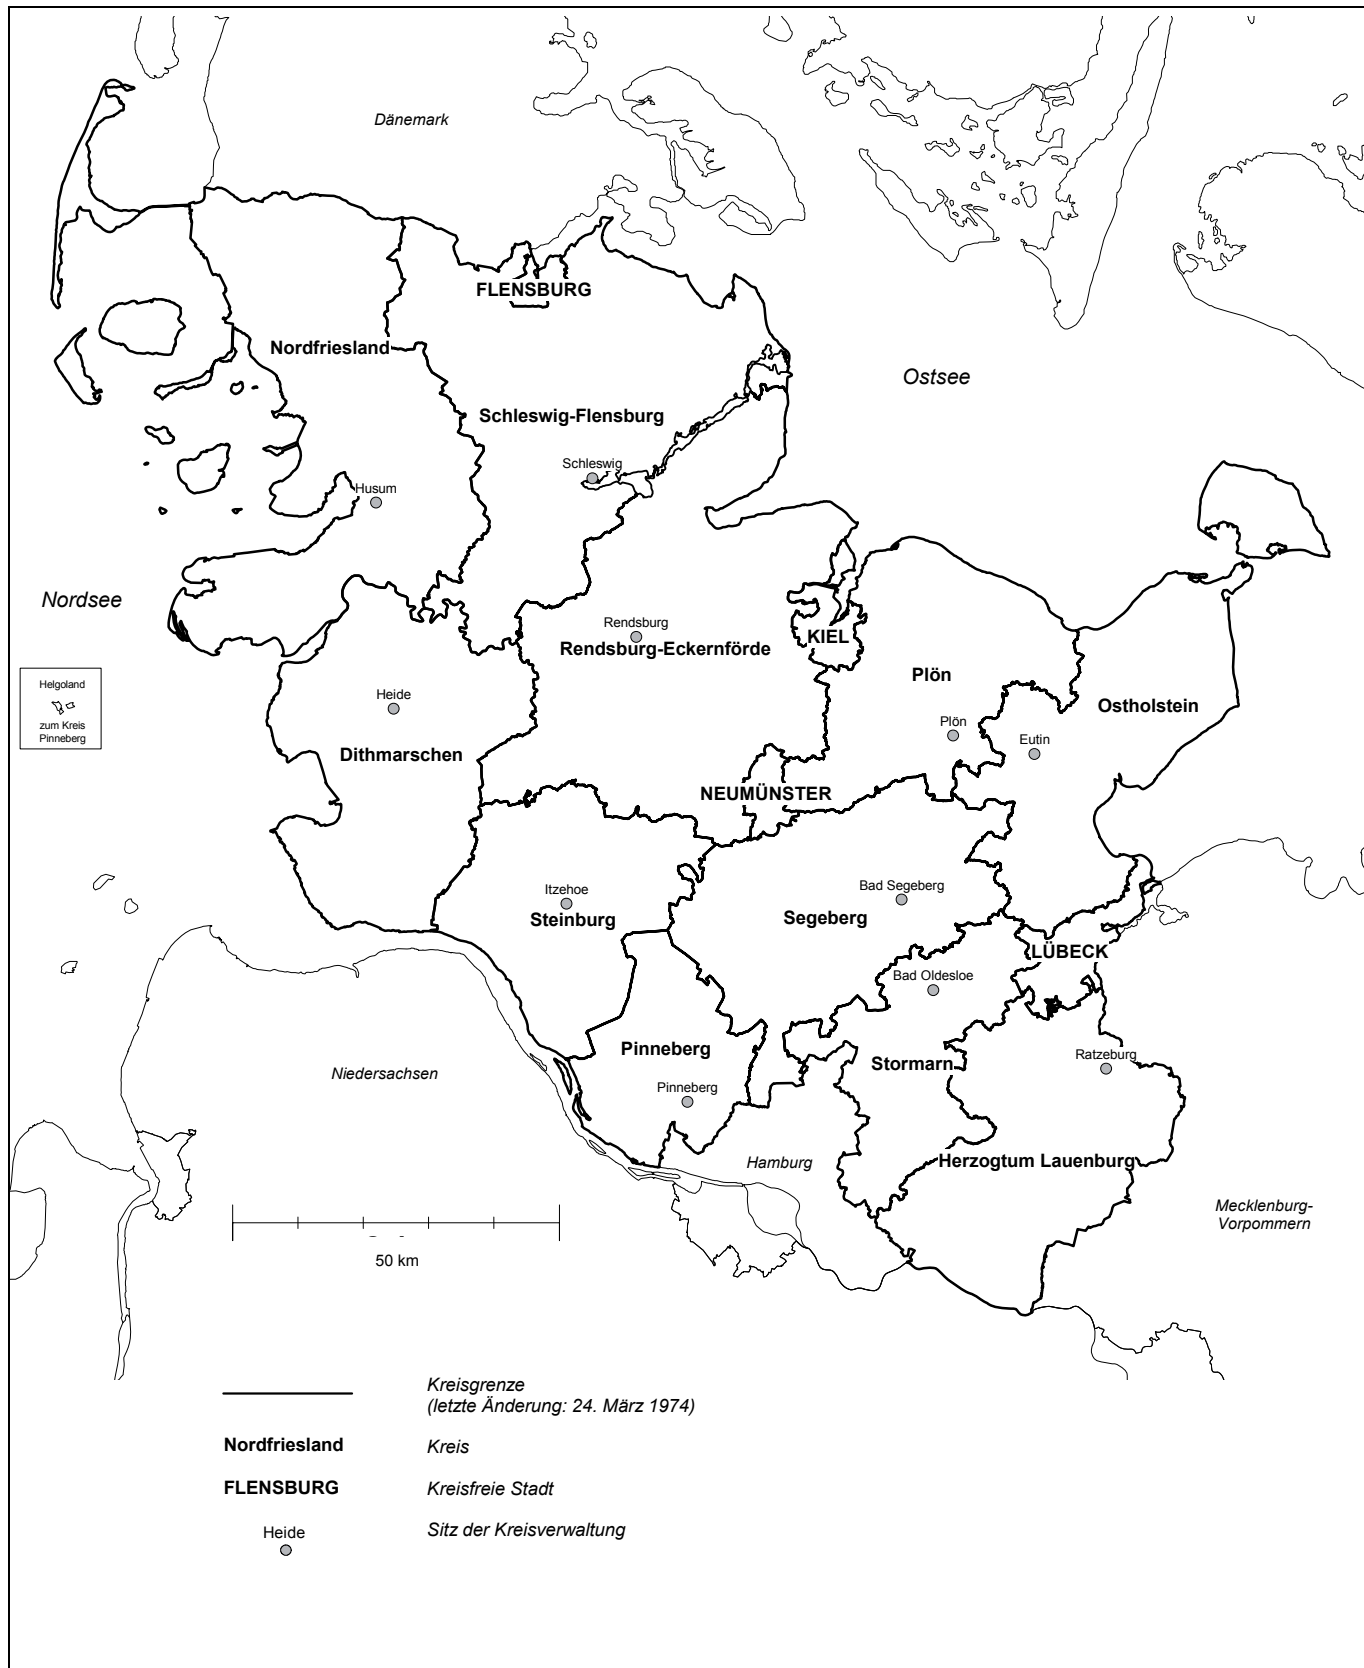 Dänemark
FLENSBURG
Nordfriesland
Ostsee
Schleswig-Flensburg
Schleswig
Husum
Nordsee
Rendsburg
KIEL
Rendsburg-Eckernförde
Plön
Helgoland
zum Kreis
Pinneberg
Heide
Ostholstein
Plön
Eutin
Dithmarschen
NEUMÜNSTER
Itzehoe
Steinburg
Bad Segeberg
Segeberg
LÜBECK
Bad Oldesloe
Pinneberg
Stormarn
Ratzeburg
Niedersachsen
Pinneberg
Hamburg
Herzogtum Lauenburg
Mecklenburg-
Vorpommern
50 km
Kreisgrenze
(letzte Änderung: 24. März 1974)
Nordfriesland
Kreis
FLENSBURG
Kreisfreie Stadt
Heide
Sitz der Kreisverwaltung